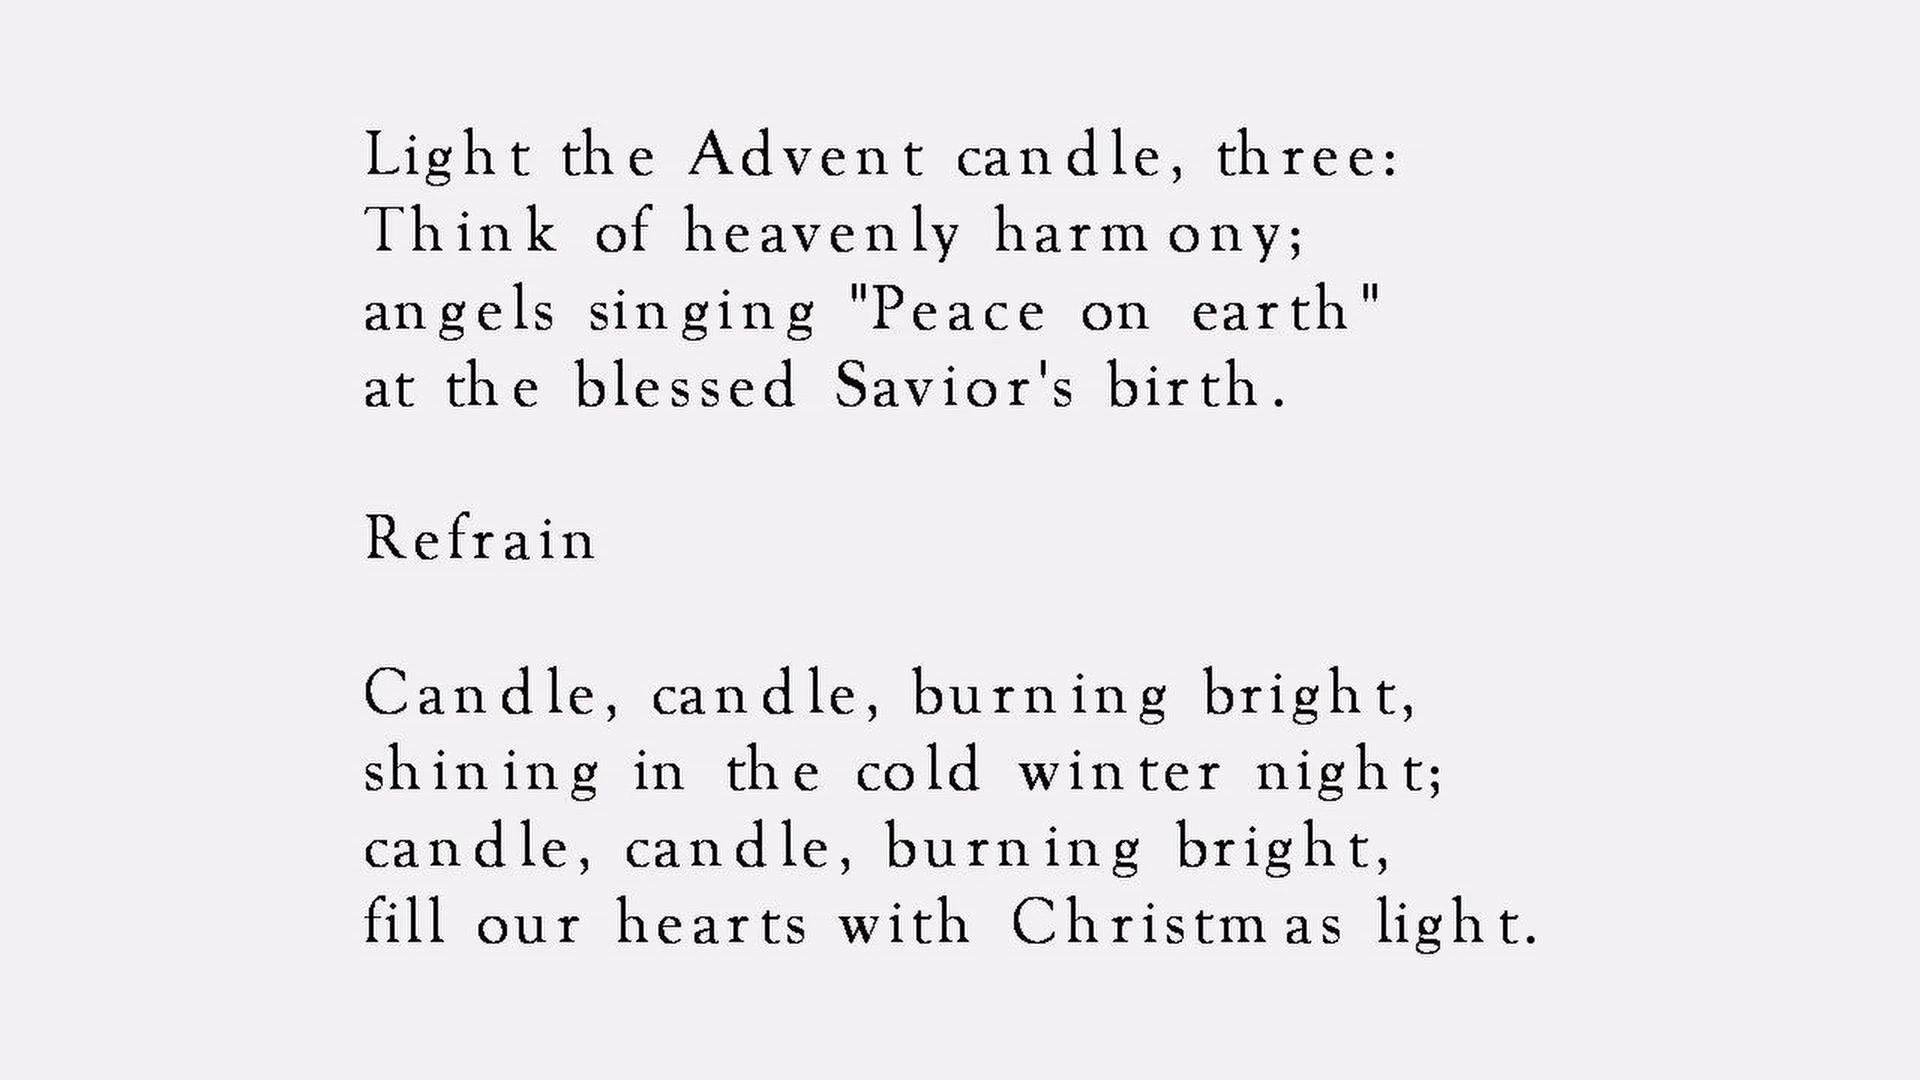 Light the Advent candle, three:
Think of heavenly harmony;
angels singing "Peace on earth"
at the blessed Savior's birth.
Refrain
Candle, candle, burning bright,
shining in the cold winter night;
candle, candle, burning bright,
fill our hearts with Christmas light.